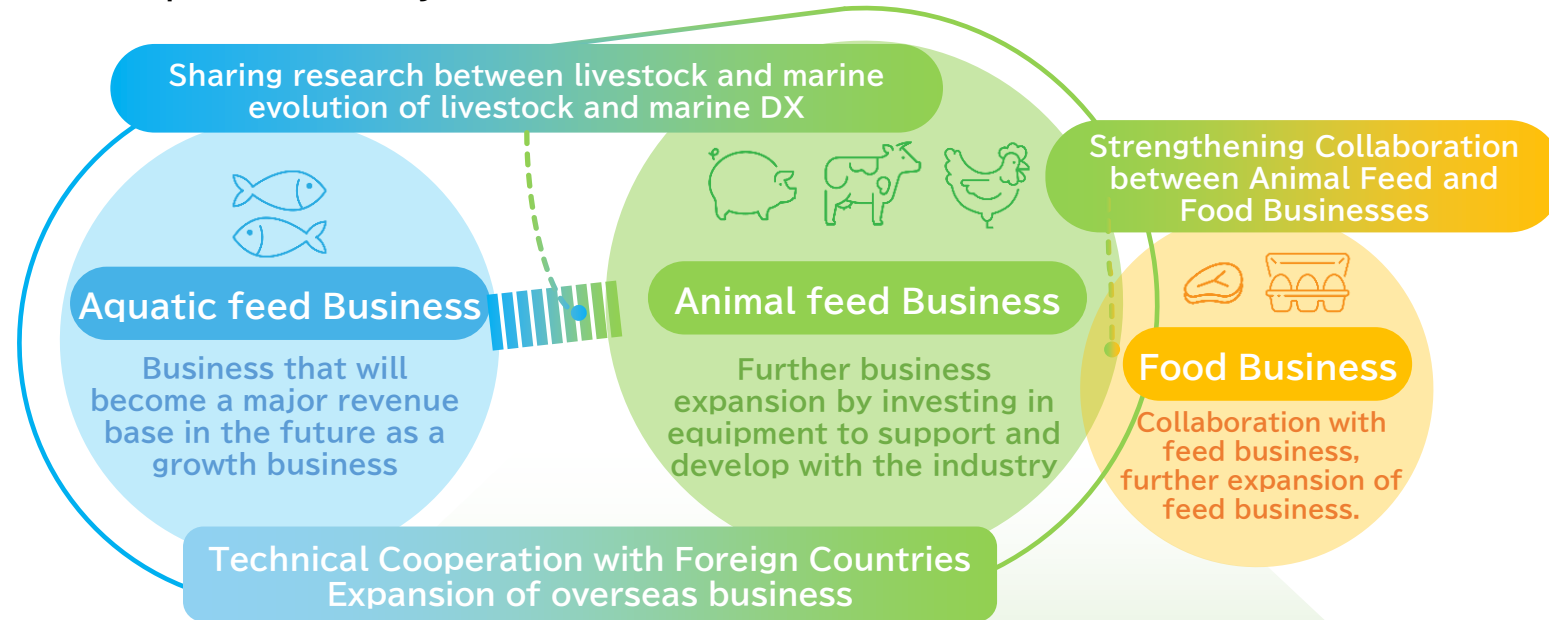 Sharing research between livestock and marine
evolution of livestock and marine DX
Strengthening Collaboration
between Animal Feed and
Food Businesses
Aquatic feed Business
Business that will
become a major revenue
base in the future as a
growth business
Animal feed Business
Further business
expansion by investing in
equipment to support and
develop with the industry
Food Business
Collaboration with
feed business,
further expansion of
feed business.
Technical Cooperation with Foreign Countries
Expansion of overseas business